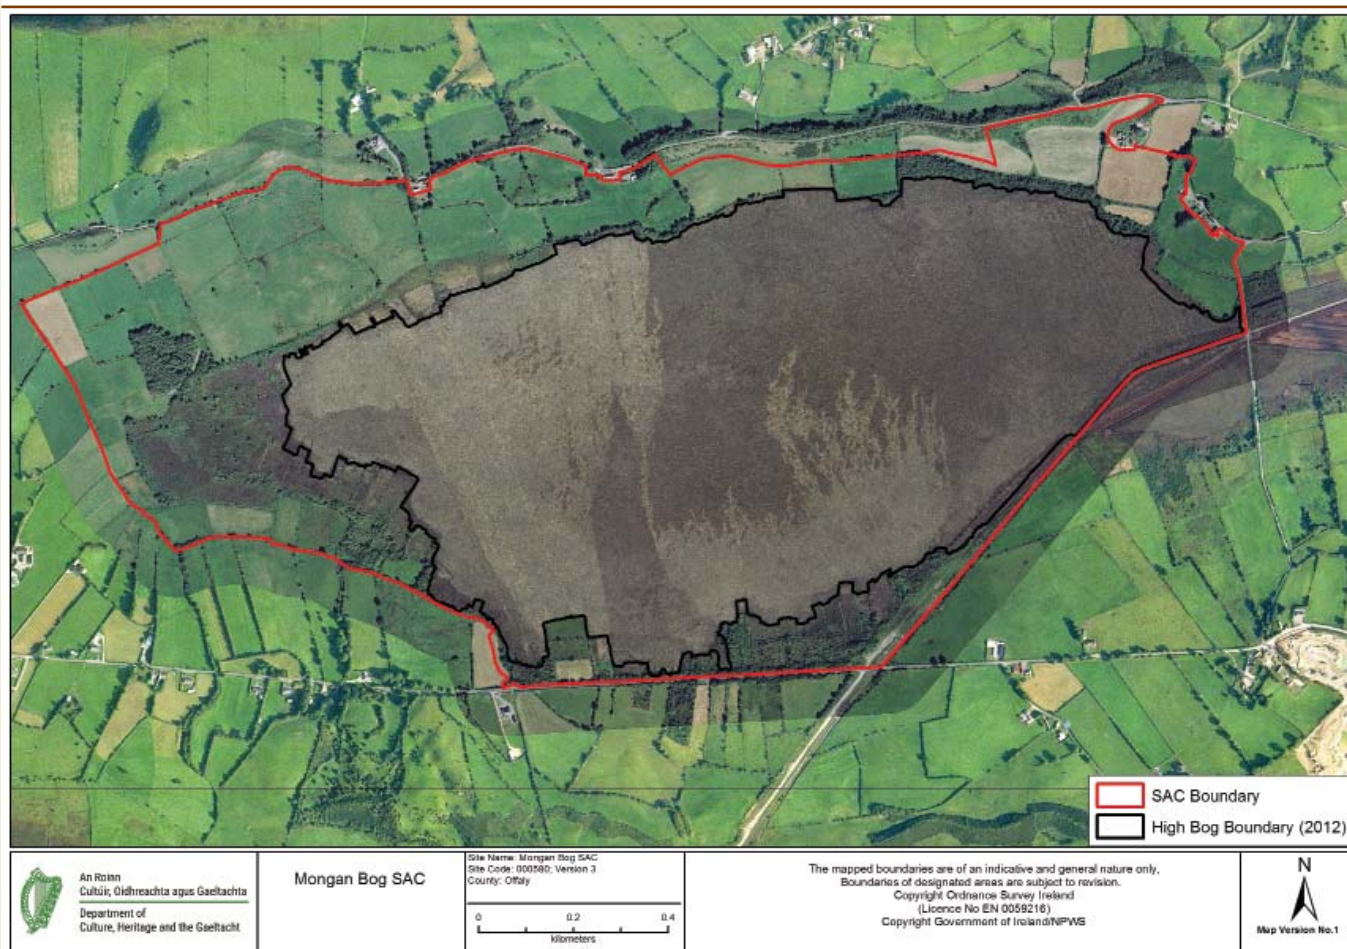 SAC Boundary
High Bog Boundary (2012)
An Roinn
Cultúir, Oidhreachta agus Gaeltachta
Department of
Culture, Heritage and the Gaeltacht
Mongan Bog SAC
Site Name: Mongan Bog SAC
Site Code: 000580; Version 3
County: Offaly
0 0.2 0.4
kilometers
The mapped boundaries are of an indicative and general nature only,
Boundaries of designated areas are subject to revision.
Copyright Ordnance Survey Ireland
(Licence No EN 0059216)
Copyright Government of Ireland/NPWS
N
Map Version No.1